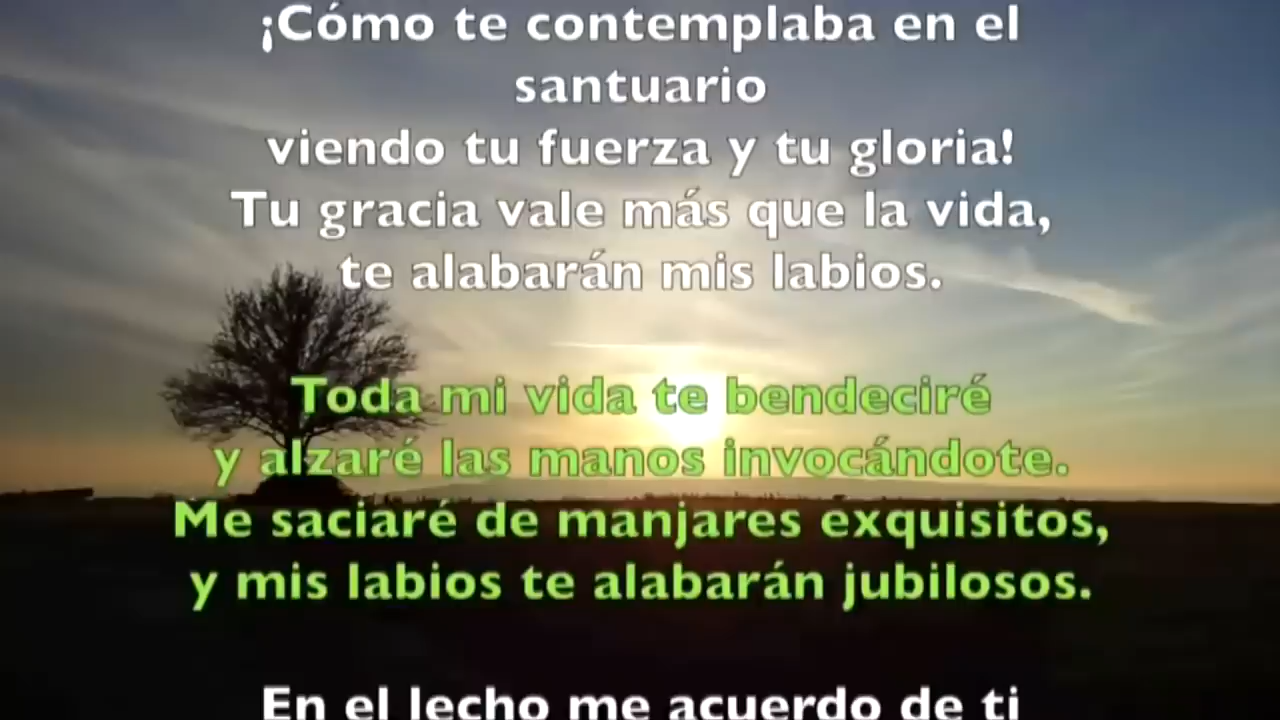 ¡Cómo te contemplaba en el
santuario
viendo tu fuerza y tu gloria!
Tu gracia vale más que la vida,
te alabarán mis labios.
Toda mi vida te bendeciré
y alzaré las manos invocándote.
Me saciaré de manjares exquisitos,
y mis labios te alabarán jubilosos.
En el lecho me acuerdo de ti